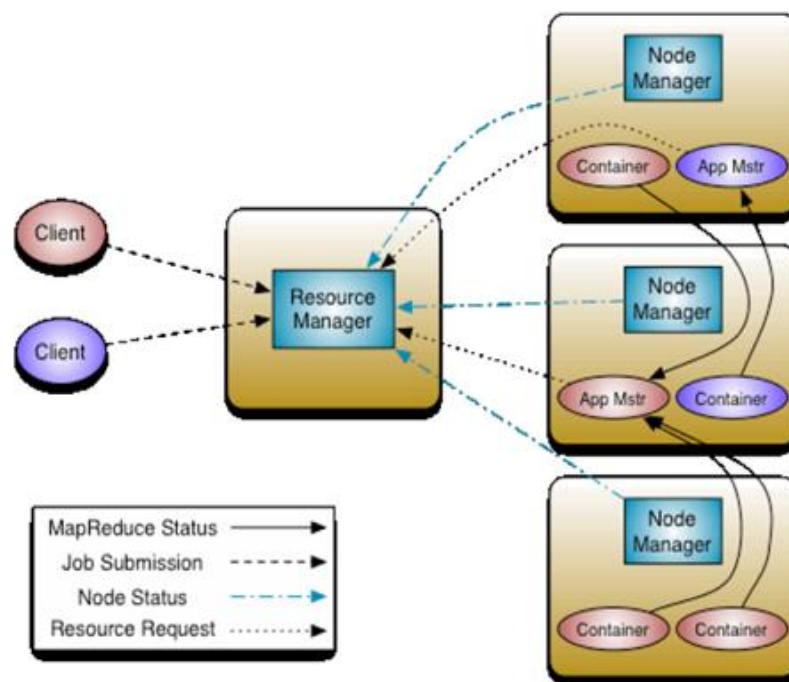 Client
Client
Resource
Manager
Node
Manager
Container
App Mstr
Node
Manager
App Mstr
Container
Node
Manager
Container
Container
MapReduce Status
Job Submission
Node Status
Resource Request